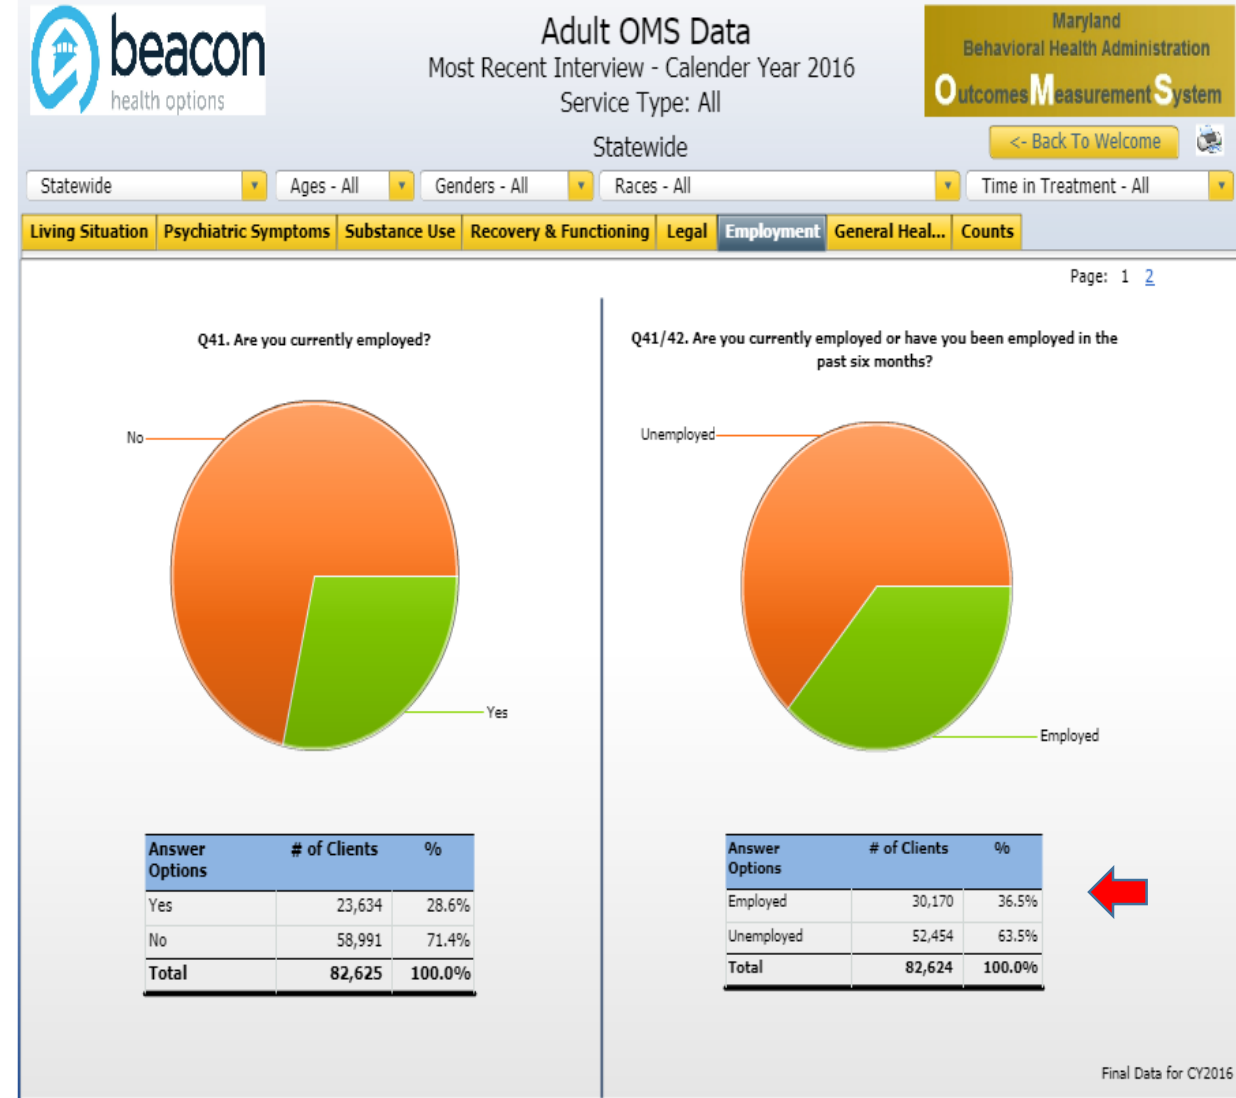 beacon
health options
Adult OMS Data
Most Recent Interview - Calender Year 2016
Service Type: All
Statewide
Maryland
Behavioral Health Administration
Outcomes Measurement System
<- Back To Welcome
Statewide
Ages - All
Genders - All
Races - All
Time in Treatment - All
Living Situation
Psychiatric Symptoms
Substance Use
Recovery & Functioning
Legal
Employment
General Heal...
Counts
Page: 1 2
Q41. Are you currently employed?
No
Yes
Answer Options # of Clients %
Yes 23,634 28.6%
No 58,991 71.4%
Total 82,625 100.0%
Q41/42. Are you currently employed or have you been employed in the
past six months?
Unemployed
Employed
Answer Options # of Clients %
Employed 30,170 36.5%
Unemployed 52,454 63.5%
Total 82,624 100.0%
Final Data for CY2016